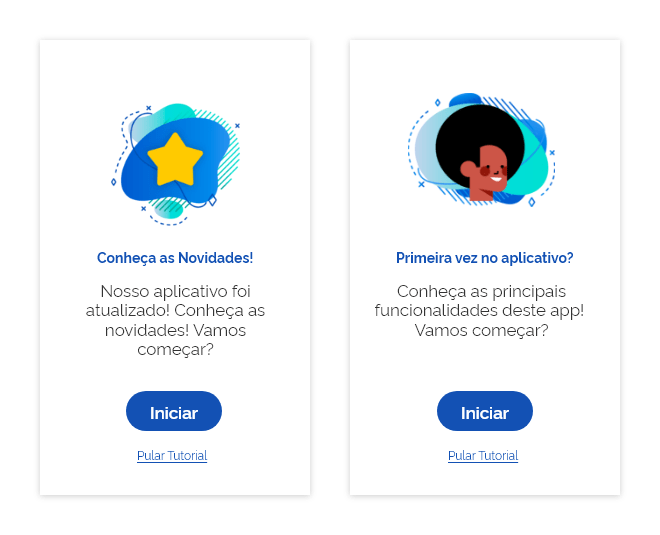 Conheça as Novidades!
Nosso aplicativo foi
atualizado! Conheça as
novidades! Vamos
começar?
Iniciar
Pular Tutorial
Primeira vez no aplicativo?
Conheça as principais
funcionalidades deste app!
Vamos começar?
Iniciar
Pular Tutorial